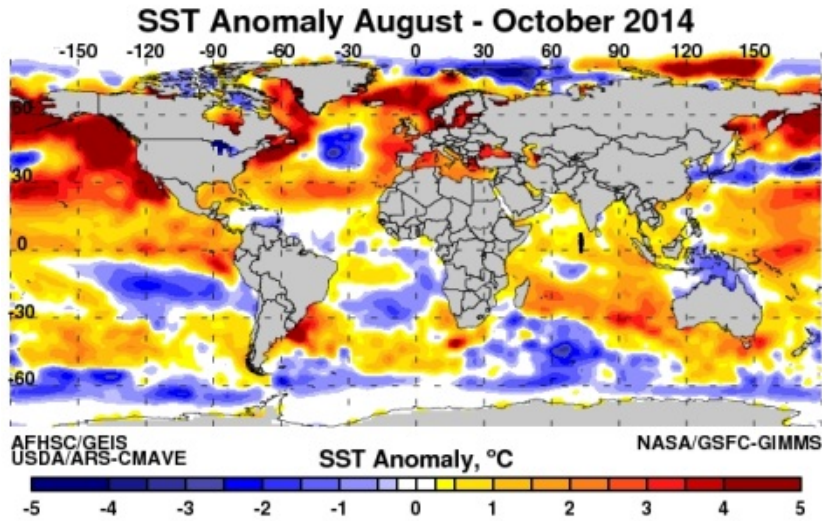 SST Anomaly August - October 2014
-150 -120 -90 -60 -30 0 30 60 90 120 150
60
30
0
-30
-60
AFHSC/GEIS
USDA/ARS-CMAVE
NASA/GSFC-GIMMS
SST Anomaly, ºC
-5 -4 -3 -2 -1 0 1 2 3 4 5